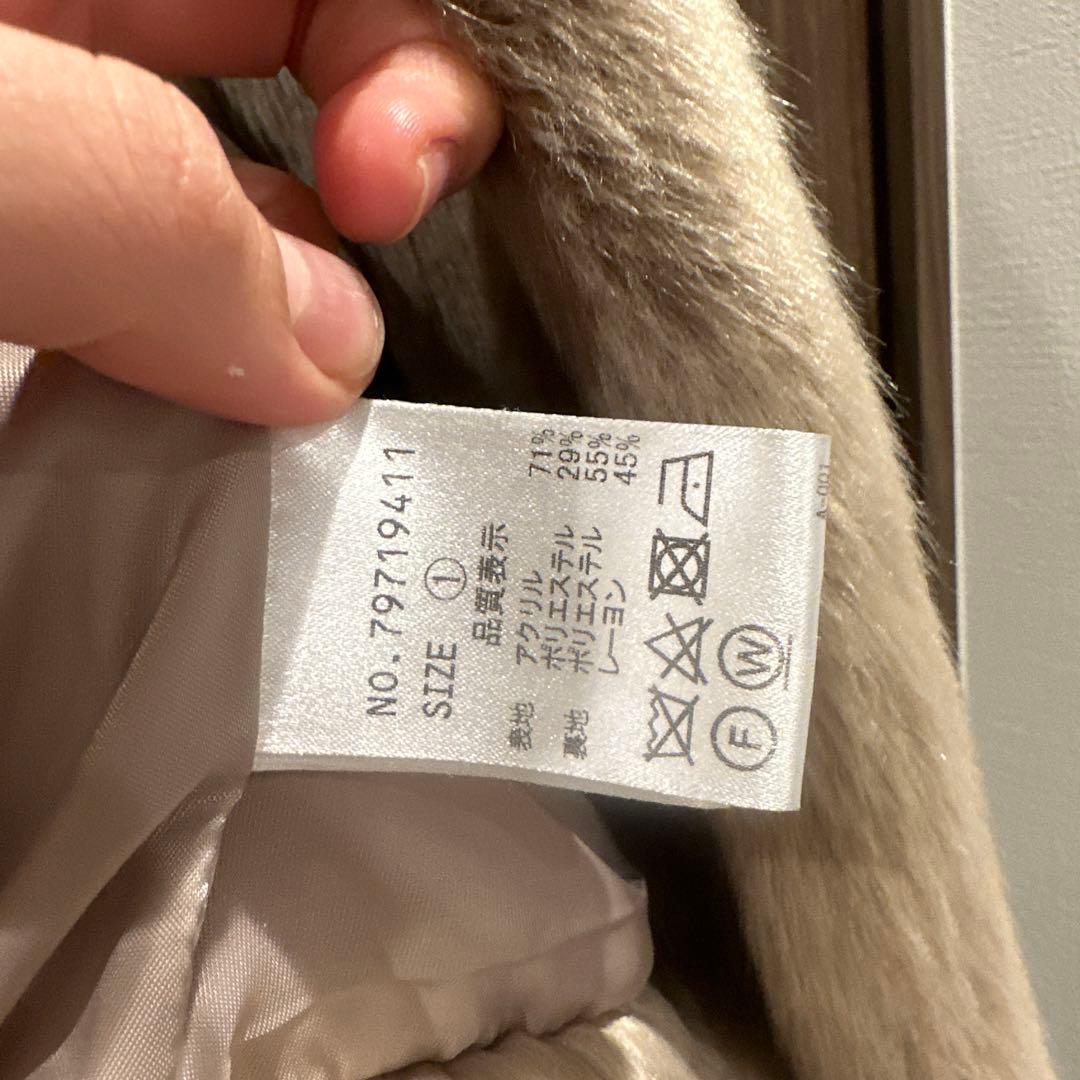 NO.79719411
SIZE ①
品質表示
表地 アクリル 71%
ポリエステル 29%
裏地 ポリエステル 55%
レーヨン 45%
F W
A-001